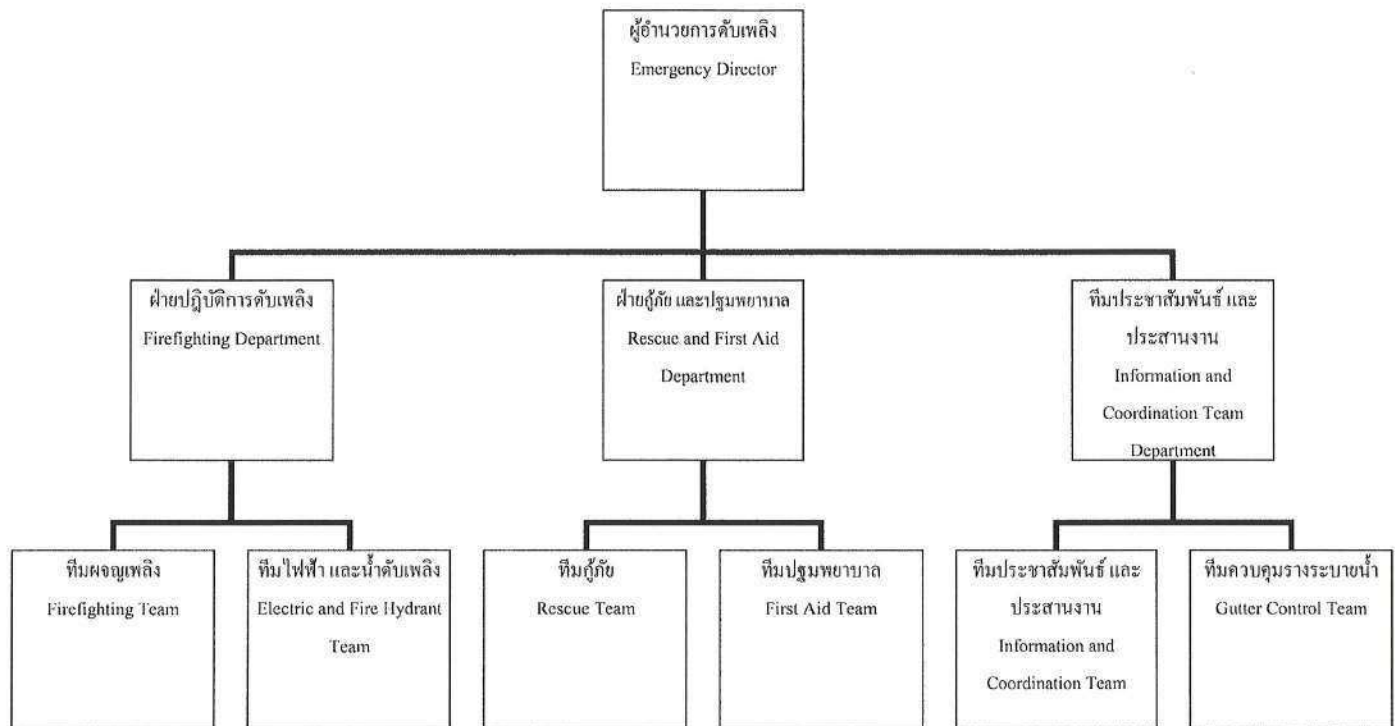 ผู้อำนวยการดับเพลิง
Emergency Director
ฝ่ายปฎิบัติการดับเพลิง
Firefighting Department
ฝ่ายกู้ภัย และปฐมพยาบาล
Rescue and First Aid
Department
ทีมประชาสัมพันธ์ และ
ประสานงาน
Information and
Coordination Team
Department
ทีมผจญเพลิง
Firefighting Team
ทีมไฟฟ้า และน้ำดับเพลิง
Electric and Fire Hydrant
Team
ทีมกู้ภัย
Rescue Team
ทีมปฐมพยาบาล
First Aid Team
ทีมประชาสัมพันธ์ และ
ประสานงาน
Information and
Coordination Team
ทีมควบคุมรางระบายน้ำ
Gutter Control Team